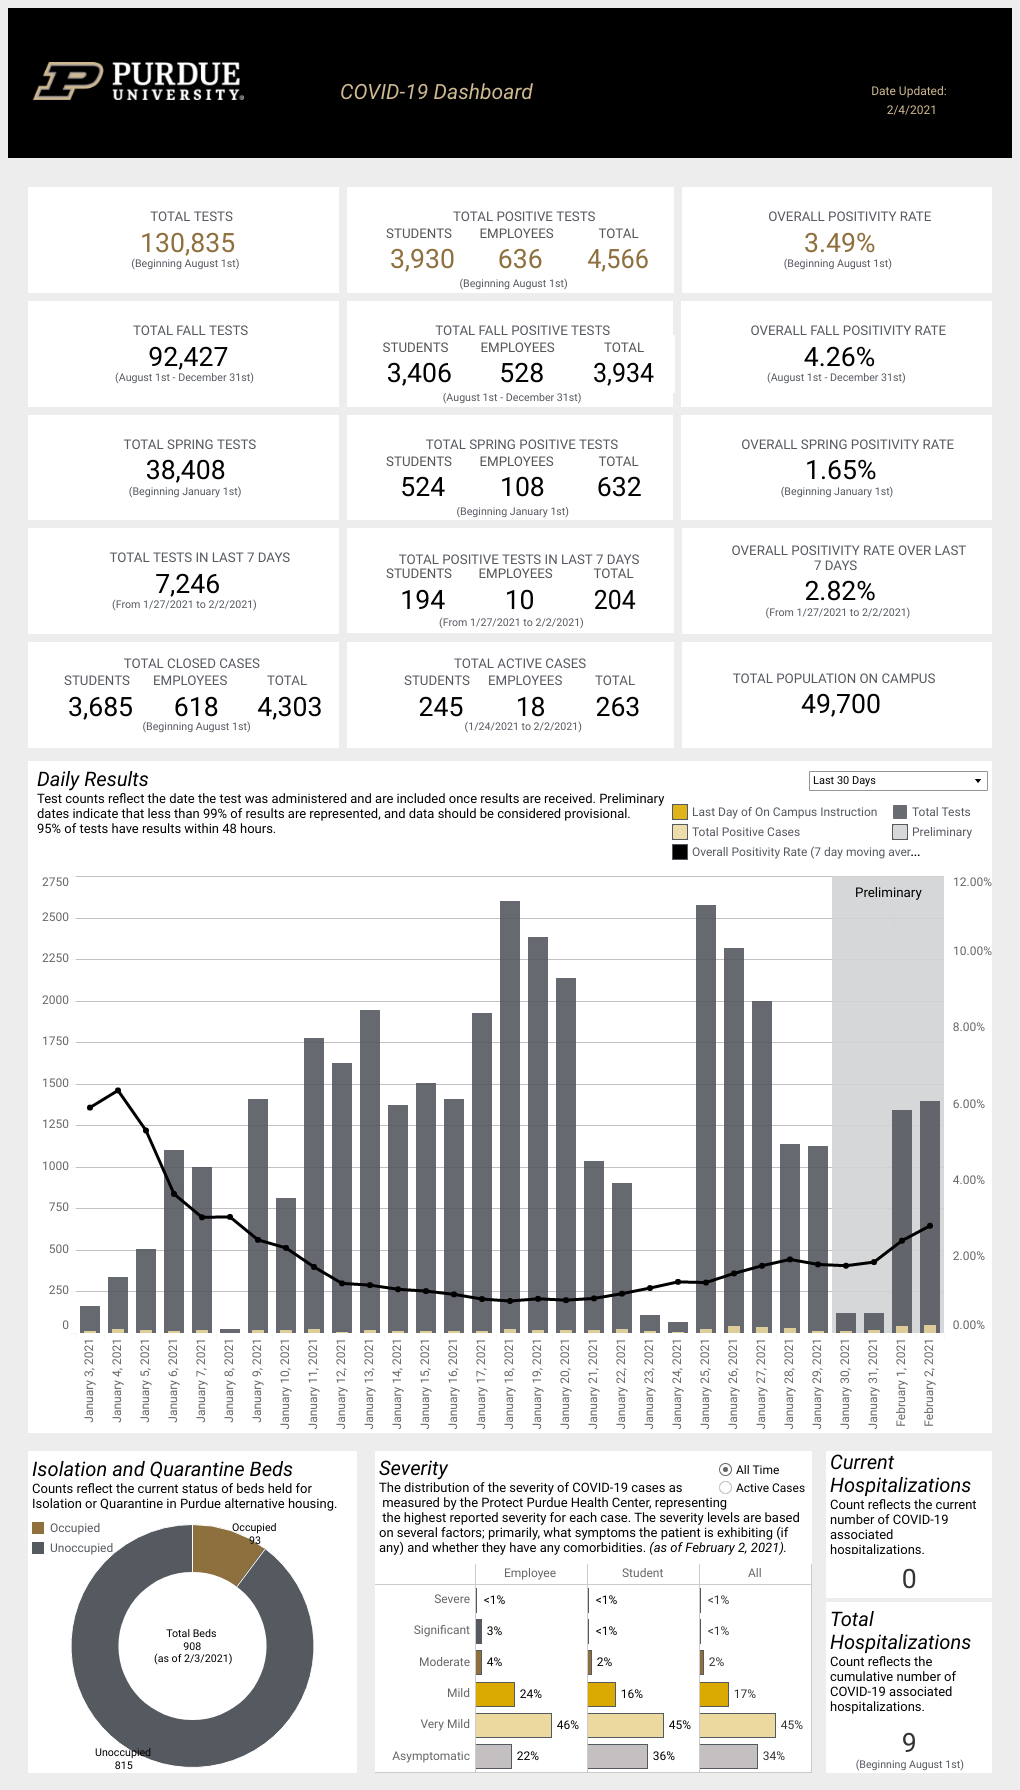 PURDUE
UNIVERSITY®
COVID-19 Dashboard
Date Updated:
2/4/2021
TOTAL TESTS
130,835
(Beginning August 1st)
TOTAL POSITIVE TESTS
STUDENTS EMPLOYEES TOTAL
3,930 636 4,566
(Beginning August 1st)
OVERALL POSITIVITY RATE
3.49%
(Beginning August 1st)
TOTAL FALL TESTS
92,427
(August 1st - December 31st)
TOTAL FALL POSITIVE TESTS
STUDENTS EMPLOYEES TOTAL
3,406 528 3,934
(August 1st - December 31st)
OVERALL FALL POSITIVITY RATE
4.26%
(August 1st - December 31st)
TOTAL SPRING TESTS
38,408
(Beginning January 1st)
TOTAL SPRING POSITIVE TESTS
STUDENTS EMPLOYEES TOTAL
524 108 632
(Beginning January 1st)
OVERALL SPRING POSITIVITY RATE
1.65%
(Beginning January 1st)
TOTAL TESTS IN LAST 7 DAYS
7,246
(From 1/27/2021 to 2/2/2021)
TOTAL POSITIVE TESTS IN LAST 7 DAYS
STUDENTS EMPLOYEES TOTAL
194 10 204
(From 1/27/2021 to 2/2/2021)
OVERALL POSITIVITY RATE OVER LAST
7 DAYS
2.82%
(From 1/27/2021 to 2/2/2021)
TOTAL CLOSED CASES
STUDENTS EMPLOYEES TOTAL
3,685 618 4,303
(Beginning August 1st)
TOTAL ACTIVE CASES
STUDENTS EMPLOYEES TOTAL
245 18 263
(1/24/2021 to 2/2/2021)
TOTAL POPULATION ON CAMPUS
49,700
Daily Results
Test counts reflect the date the test was administered and are included once results are received. Preliminary
dates indicate that less than 99% of results are represented, and data should be considered provisional.
95% of tests have results within 48 hours.
Last 30 Days
Last Day of On Campus Instruction Total Tests
Total Positive Cases Preliminary
Overall Positivity Rate (7 day moving aver...
Preliminary
2750
2500
2250
2000
1750
1500
1250
1000
750
500
250
0
12.00%
10.00%
8.00%
6.00%
4.00%
2.00%
0.00%
January 3, 2021
January 4, 2021
January 5, 2021
January 6, 2021
January 7, 2021
January 8, 2021
January 9, 2021
January 10, 2021
January 11, 2021
January 12, 2021
January 13, 2021
January 14, 2021
January 15, 2021
January 16, 2021
January 17, 2021
January 18, 2021
January 19, 2021
January 20, 2021
January 21, 2021
January 22, 2021
January 23, 2021
January 24, 2021
January 25, 2021
January 26, 2021
January 27, 2021
January 28, 2021
January 29, 2021
January 30, 2021
January 31, 2021
February 1, 2021
February 2, 2021
Isolation and Quarantine Beds
Counts reflect the current status of beds held for
Isolation or Quarantine in Purdue alternative housing.
Occupied
Unoccupied
Occupied
93
Total Beds
908
(as of 2/3/2021)
Unoccupied
815
Severity
All Time
Active Cases
The distribution of the severity of COVID-19 cases as
measured by the Protect Purdue Health Center, representing
the highest reported severity for each case. The severity levels are based
on several factors; primarily, what symptoms the patient is exhibiting (if
any) and whether they have any comorbidities. (as of February 2, 2021).
Employee Student All
Severe <1% <1% <1%
Significant 3% <1% <1%
Moderate 4% 2% 2%
Mild 24% 16% 17%
Very Mild 46% 45% 45%
Asymptomatic 22% 36% 34%
Current
Hospitalizations
Count reflects the current
number of COVID-19
associated
hospitalizations.
0
Total
Hospitalizations
Count reflects the
cumulative number of
COVID-19 associated
hospitalizations.
9
(Beginning August 1st)